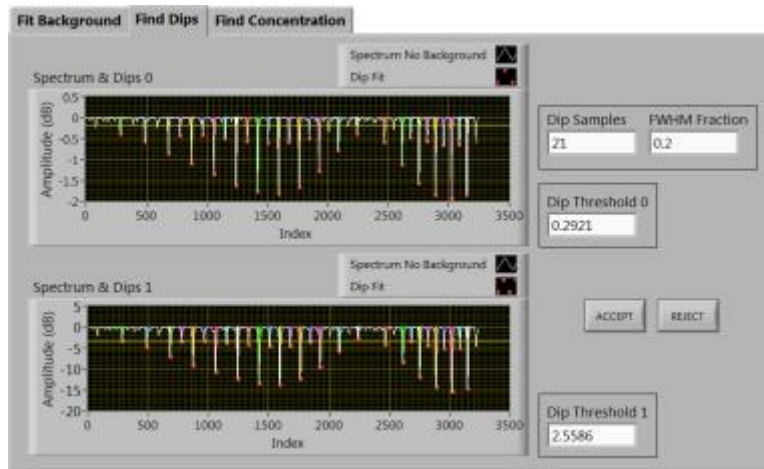 Fit Background Find Dips Find Concentration
Spectrum No Background
Spectrum & Dips 0 Dip Fit
Amplitude (dB)
0.5
0
-0.5
-1
-1.5
-2
0 500 1000 1500 2000 2500 3000 3500
Index
Dip Samples FWHM Fraction
21 0.2
Dip Threshold 0
0.2921
Spectrum No Background
Spectrum & Dips 1 Dip Fit
Amplitude (dB)
5
0
-5
-10
-15
-20
0 500 1000 1500 2000 2500 3000 3500
Index
ACCEPT REJECT
Dip Threshold 1
2.5586